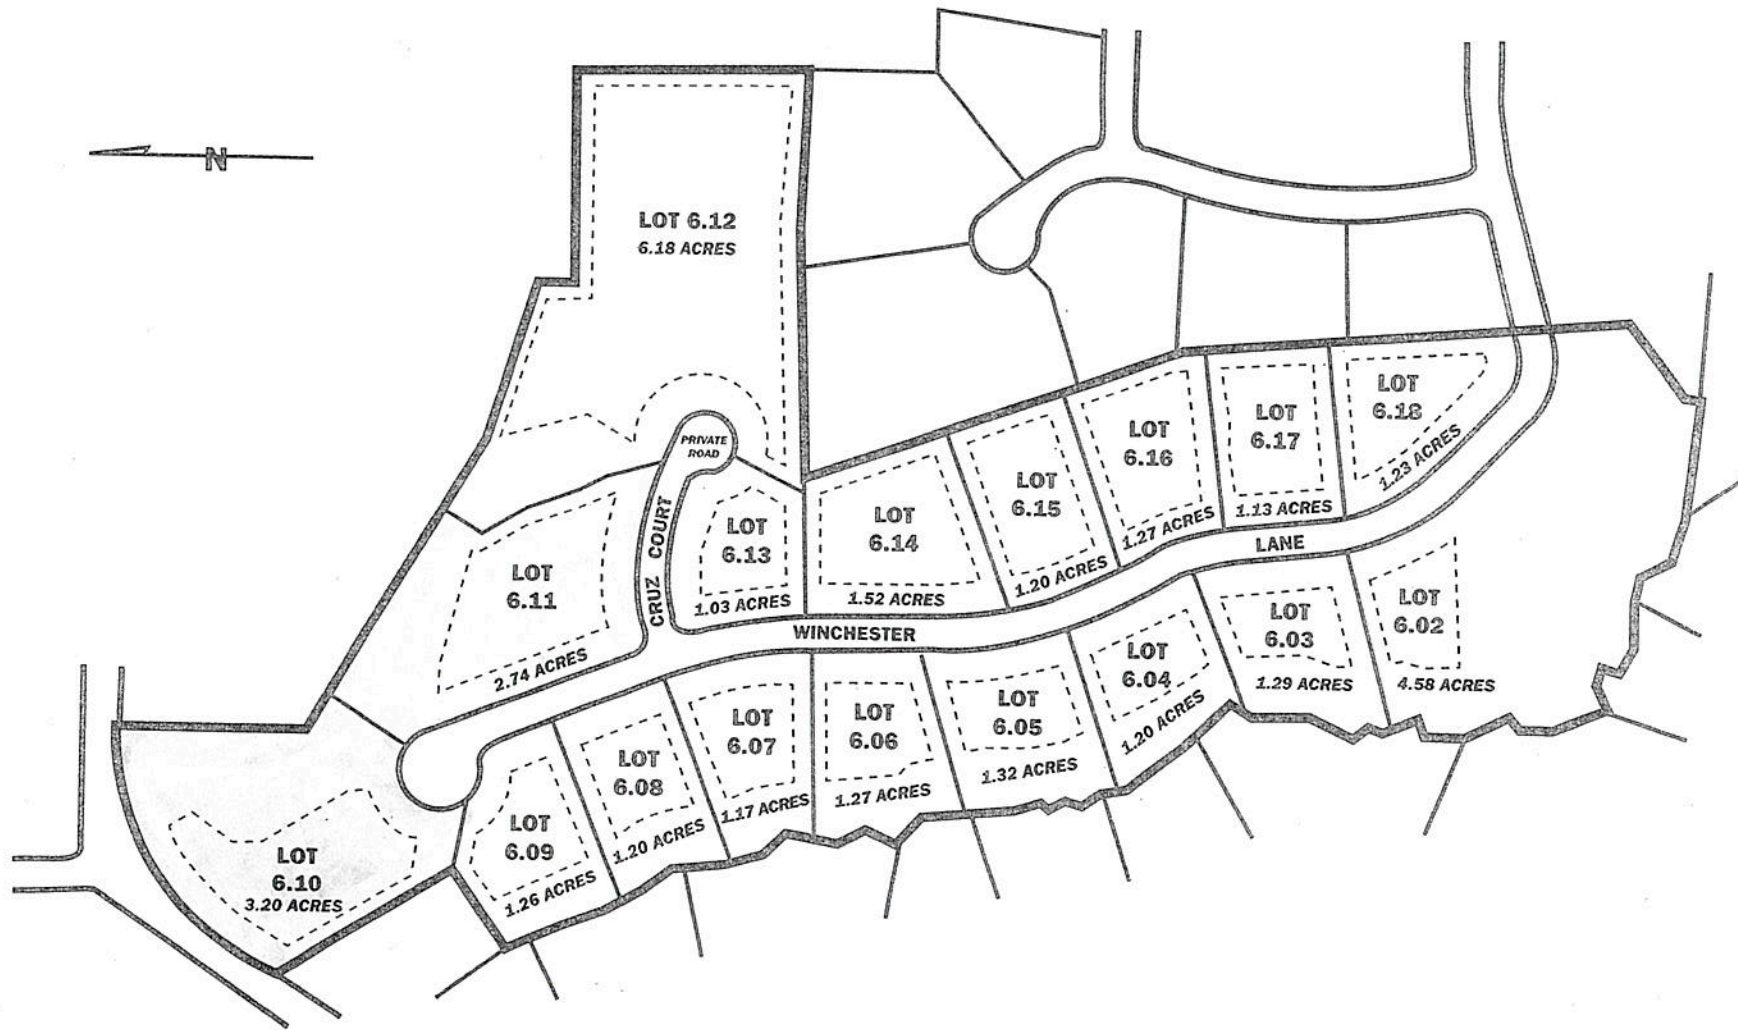 N
LOT 6.12
6.18 ACRES
PRIVATE
ROAD
CRUZ COURT
LOT
6.11
2.74 ACRES
LOT
6.13
1.03 ACRES
LOT
6.14
1.52 ACRES
LOT
6.15
1.20 ACRES
LOT
6.16
1.27 ACRES
LOT
6.17
1.13 ACRES
LOT
6.18
1.23 ACRES
WINCHESTER
LANE
LOT
6.10
3.20 ACRES
LOT
6.09
1.26 ACRES
LOT
6.08
1.20 ACRES
LOT
6.07
1.17 ACRES
LOT
6.06
1.27 ACRES
LOT
6.05
1.32 ACRES
LOT
6.04
1.20 ACRES
LOT
6.03
1.29 ACRES
LOT
6.02
4.58 ACRES